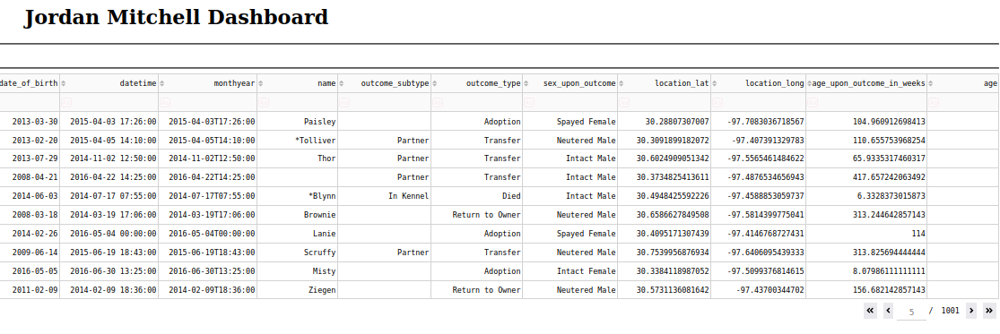 Jordan Mitchell Dashboard
date_of_birth datetime monthyear name outcome_subtype outcome_type sex_upon_outcome location_lat location_long age_upon_outcome_in_weeks age
2013-03-30 2015-04-03 17:26:00 2015-04-03T17:26:00 Paisley Adoption Spayed Female 30.28807307007 -97.7083036718567 104.960912698413
2013-02-20 2015-04-05 14:10:00 2015-04-05T14:10:00 *Tolliver Partner Transfer Neutered Male 30.3091899182072 -97.407391329783 110.655753968254
2013-07-29 2014-11-02 12:50:00 2014-11-02T12:50:00 Thor Partner Transfer Intact Male 30.6024909051342 -97.5565461484622 65.9335317460317
2008-04-21 2016-04-22 14:25:00 2016-04-22T14:25:00 Partner Transfer Intact Male 30.3734825413611 -97.4876534656943 417.657242063492
2014-06-03 2014-07-17 07:55:00 2014-07-17T07:55:00 *Blynn In Kennel Died Intact Male 30.4948425592226 -97.4588853059737 6.3328373015873
2008-03-18 2014-03-19 17:06:00 2014-03-19T17:06:00 Brownie Return to Owner Neutered Male 30.6586627849508 -97.5814399775041 313.244642857143
2014-02-26 2016-05-04 00:00:00 2016-05-04T00:00:00 Lanie Adoption Spayed Female 30.4095171307439 -97.4146768727431 114
2009-06-14 2015-06-19 18:43:00 2015-06-19T18:43:00 Scruffy Partner Transfer Neutered Male 30.7539956876934 -97.6406095439333 313.825694444444
2016-05-05 2016-06-30 13:25:00 2016-06-30T13:25:00 Misty Adoption Intact Female 30.3384118987052 -97.5099376814615 8.07986111111111
2011-02-09 2014-02-09 18:36:00 2014-02-09T18:36:00 Ziegen Return to Owner Neutered Male 30.5731136081642 -97.43700344702 156.682142857143
« ‹ 5 / 1001 › »